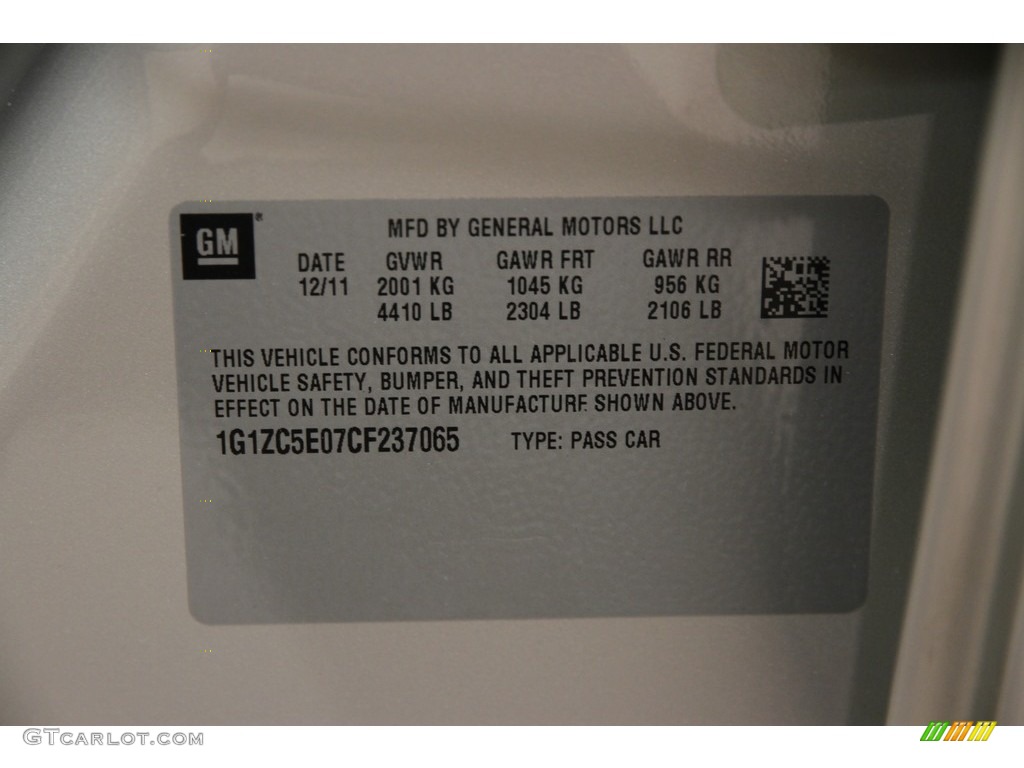 GM®
MFD BY GENERAL MOTORS LLC
DATE GVWR GAWR FRT GAWR RR
12/11 2001 KG 1045 KG 956 KG
4410 LB 2304 LB 2106 LB
THIS VEHICLE CONFORMS TO ALL APPLICABLE U.S. FEDERAL MOTOR
VEHICLE SAFETY, BUMPER, AND THEFT PREVENTION STANDARDS IN
EFFECT ON THE DATE OF MANUFACTURE SHOWN ABOVE.
1G1ZC5E07CF237065 TYPE: PASS CAR
GTCARLOT.COM